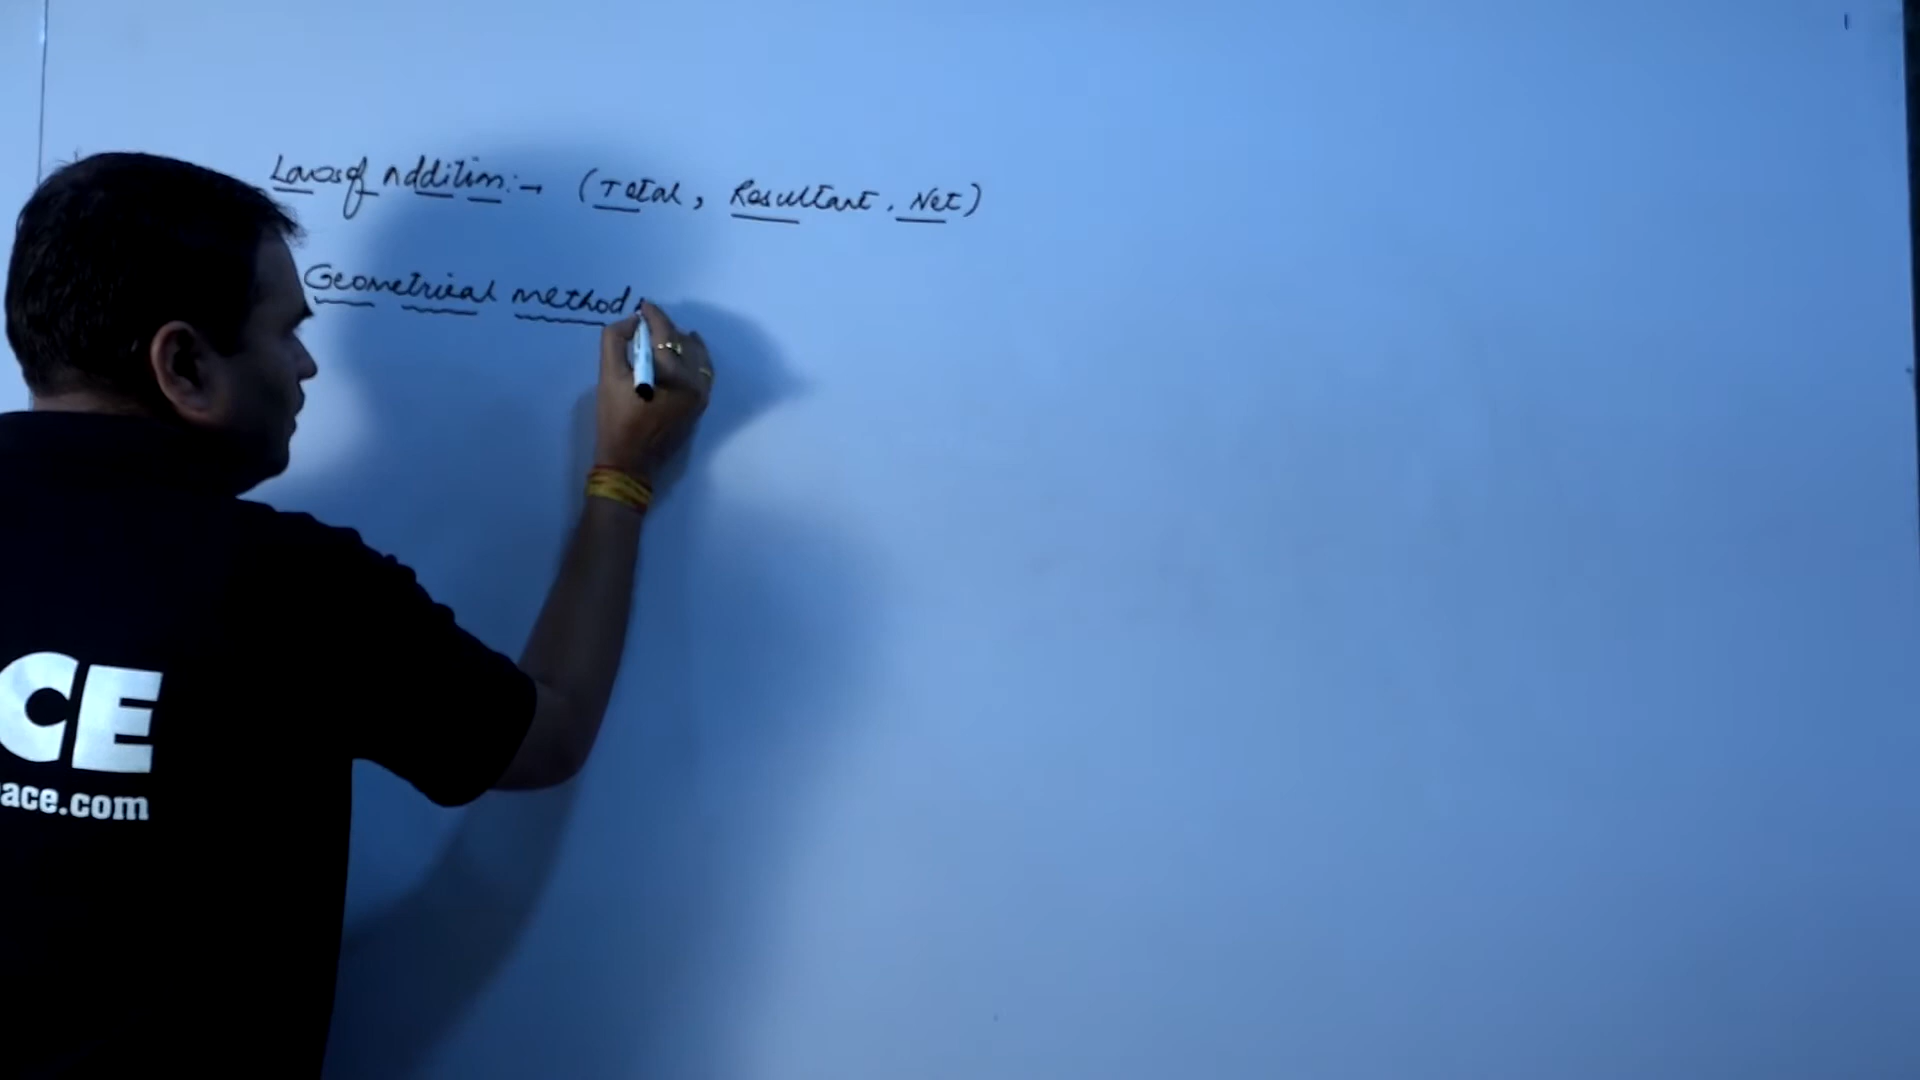 Laws of Addition :→ (Total, Resultant, Net)
Geometrical method
CE
ace.com